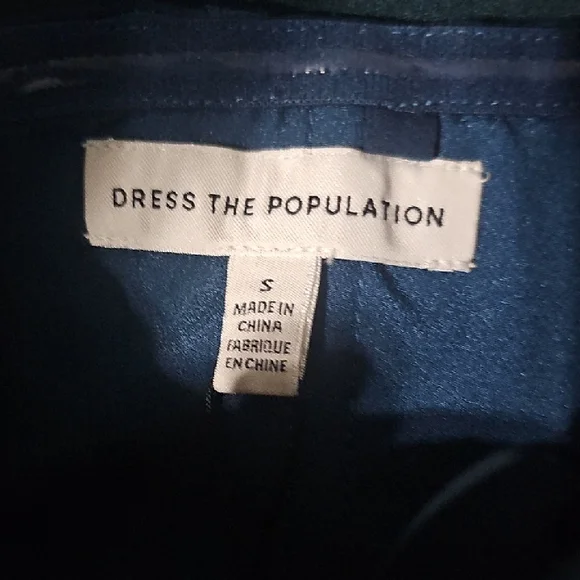 DRESS THE POPULATION
S
MADE IN
CHINA
FABRIQUE
EN CHINE